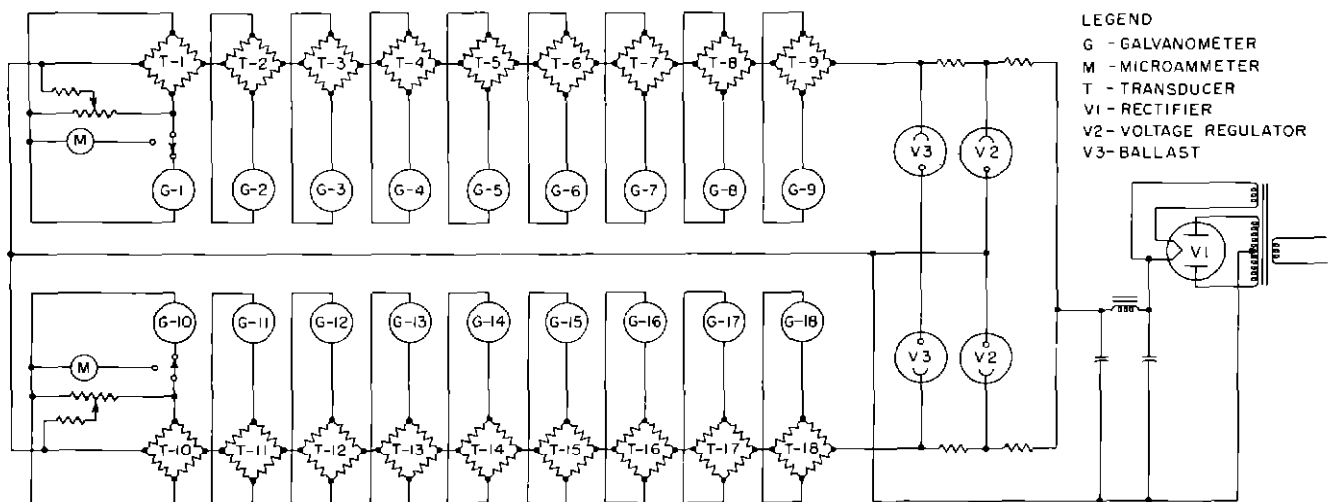 LEGEND
G - GALVANOMETER
M - MICROAMMETER
T - TRANSDUCER
V1 - RECTIFIER
V2 - VOLTAGE REGULATOR
V3 - BALLAST
T-1 T-2 T-3 T-4 T-5 T-6 T-7 T-8 T-9
M
V3 V2
G-1 G-2 G-3 G-4 G-5 G-6 G-7 G-8 G-9
V1
G-10 G-11 G-12 G-13 G-14 G-15 G-16 G-17 G-18
V3 V2
M
T-10 T-11 T-12 T-13 T-14 T-15 T-16 T-17 T-18